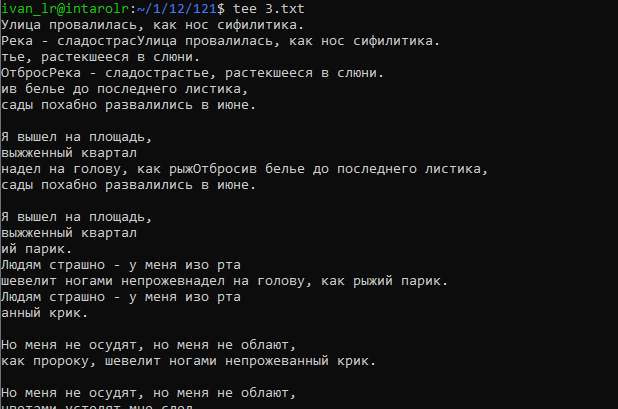 ivan_lr@intarolr:~/1/12/121$ tee 3.txt
Улица провалилась, как нос сифилитика.
Река - сладострасУлица провалилась, как нос сифилитика.
тье, растекшееся в слюни.
ОтбросРека - сладострастье, растекшееся в слюни.
ив белье до последнего листика,
сады похабно развалились в июне.

Я вышел на площадь,
выжженный квартал
надел на голову, как рыжОтбросив белье до последнего листика,
сады похабно развалились в июне.

Я вышел на площадь,
выжженный квартал
ий парик.
Людям страшно - у меня изо рта
шевелит ногами непрожевнадел на голову, как рыжий парик.
Людям страшно - у меня изо рта
анный крик.

Но меня не осудят, но меня не облают,
как пророку, шевелит ногами непрожеванный крик.

Но меня не осудят, но меня не облают,
цветами устелят мне след